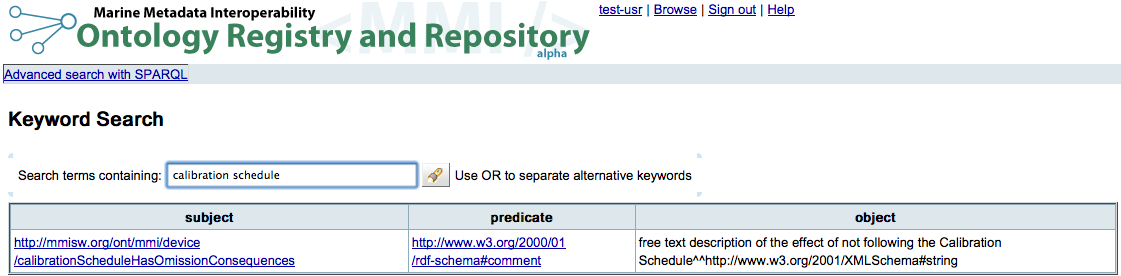 Marine Metadata Interoperability
Ontology Registry and Repository
alpha
<MMI/>
test-usr | Browse | Sign out | Help
Advanced search with SPARQL
Keyword Search
Search terms containing: calibration schedule Use OR to separate alternative keywords
subject predicate object
http://mmisw.org/ont/mmi/device http://www.w3.org/2000/01 free text description of the effect of not following the Calibration
/calibrationScheduleHasOmissionConsequences /rdf-schema#comment Schedule^^http://www.w3.org/2001/XMLSchema#string